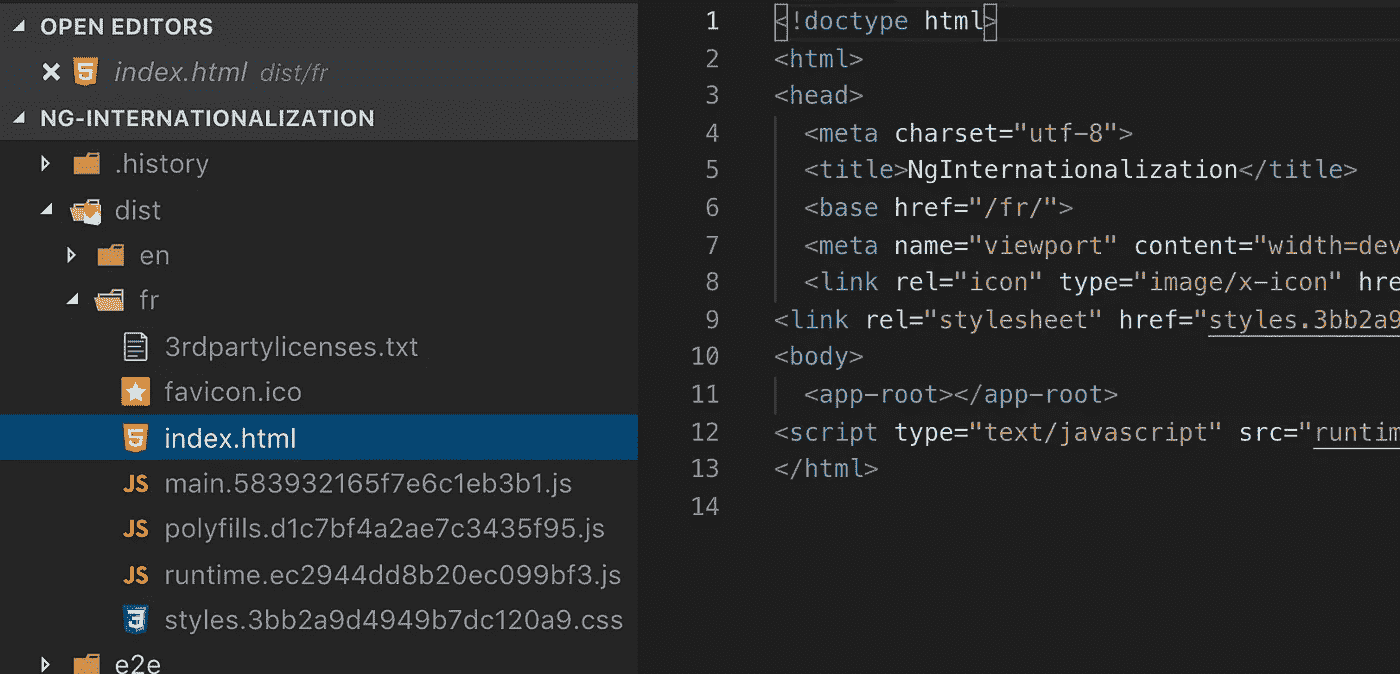 OPEN EDITORS
index.html dist/fr
NG-INTERNATIONALIZATION
.history
dist
en
fr
3rdpartylicenses.txt
favicon.ico
index.html
JS main.583932165f7e6c1eb3b1.js
JS polyfills.d1c7bf4a2ae7c3435f95.js
JS runtime.ec2944dd8b20ec099bf3.js
styles.3bb2a9d4949b7dc120a9.css
e2e
1 <!doctype html>
2 <html>
3 <head>
4 <meta charset="utf-8">
5 <title>NgInternationalization</title>
6 <base href="/fr/">
7 <meta name="viewport" content="width=dev
8 <link rel="icon" type="image/x-icon" hre
9 <link rel="stylesheet" href="styles.3bb2a9
10 <body>
11 <app-root></app-root>
12 <script type="text/javascript" src="runtim
13 </html>
14